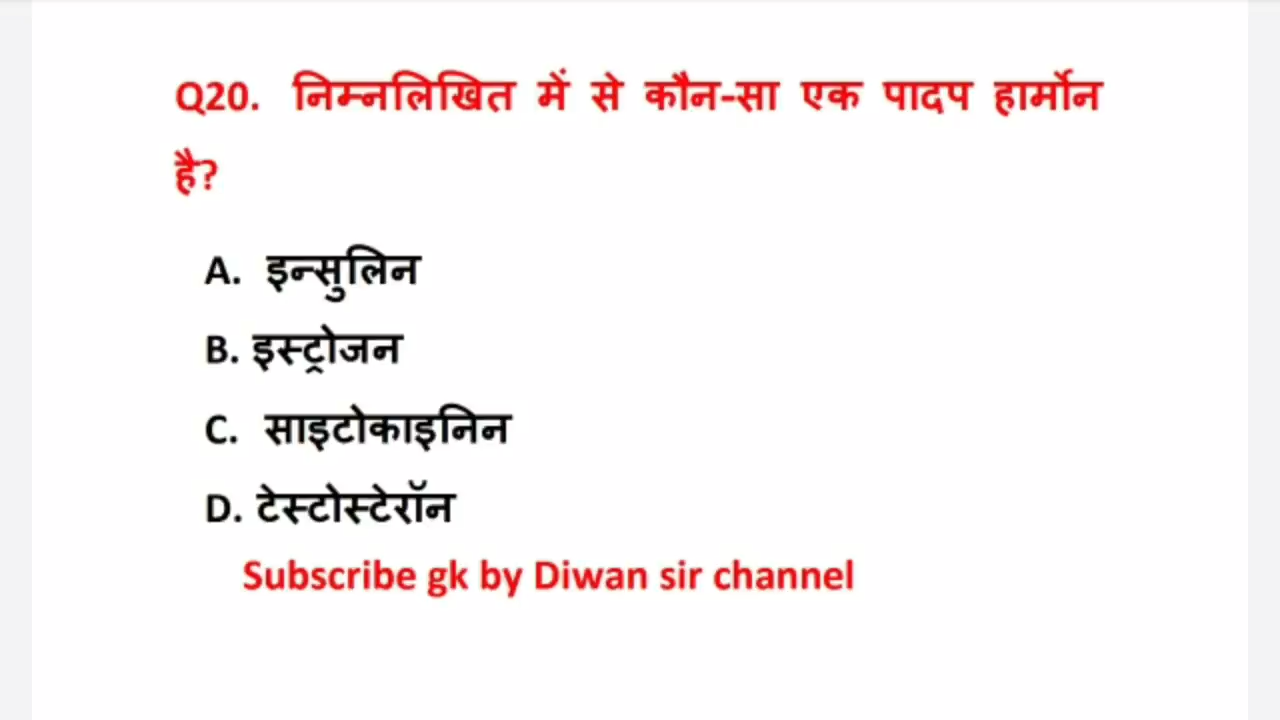 Q20. निम्नलिखित में से कौन-सा एक पादप हार्मोन
है?
A. इन्सुलिन
B. इस्ट्रोजन
C. साइटोकाइनिन
D. टेस्टोस्टेरॉन
Subscribe gk by Diwan sir channel